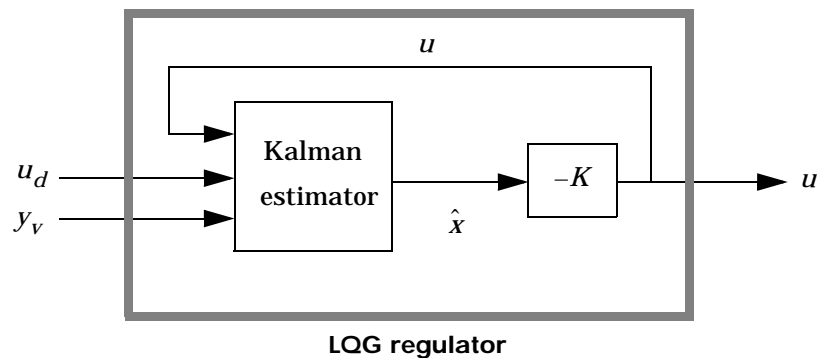 u
Kalman
estimator
u_d
y_v
x̂
–K
u
LQG regulator